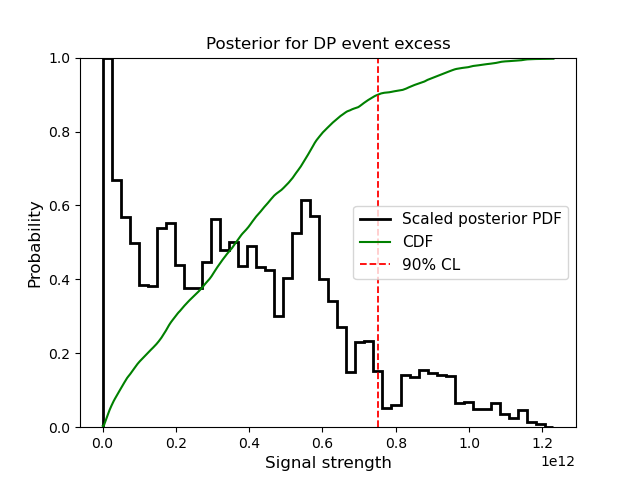 Posterior for DP event excess
Probability
1.0
0.8
0.6
0.4
0.2
0.0
Scaled posterior PDF
CDF
90% CL
0.0 0.2 0.4 0.6 0.8 1.0 1.2
1e12
Signal strength